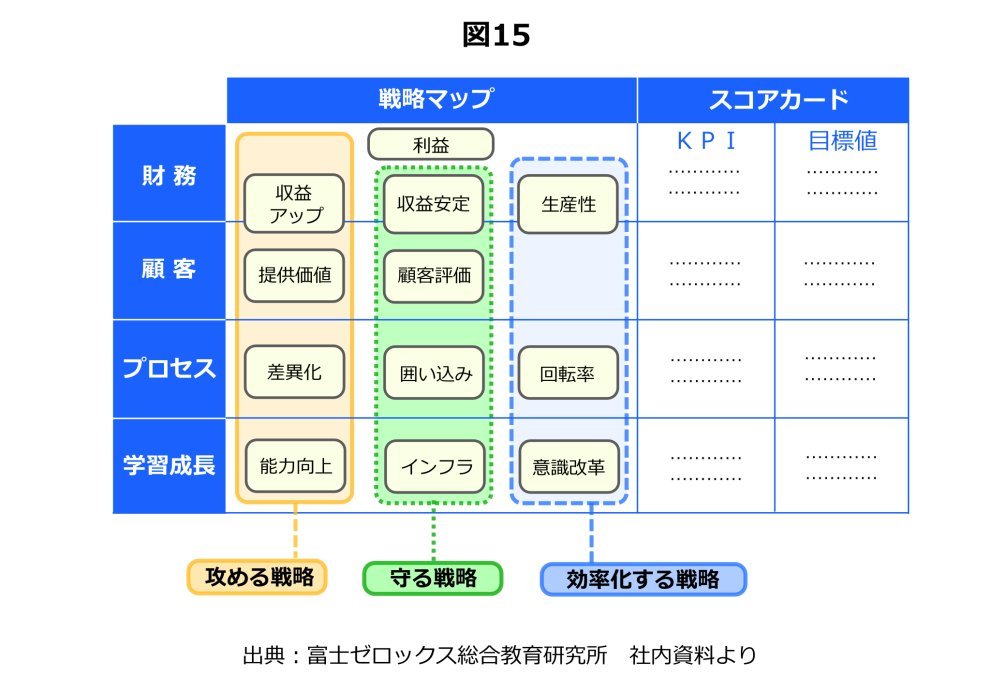 図15
戦略マップ
スコアカード
財務
利益
ＫＰＩ
目標値
収益
アップ
収益安定
生産性
…………
…………
…………
…………
顧客
提供価値
顧客評価
…………
…………
…………
…………
プロセス
差異化
囲い込み
回転率
…………
…………
…………
…………
学習成長
能力向上
インフラ
意識改革
…………
…………
…………
…………
攻める戦略
守る戦略
効率化する戦略
出典：富士ゼロックス総合教育研究所　社内資料より